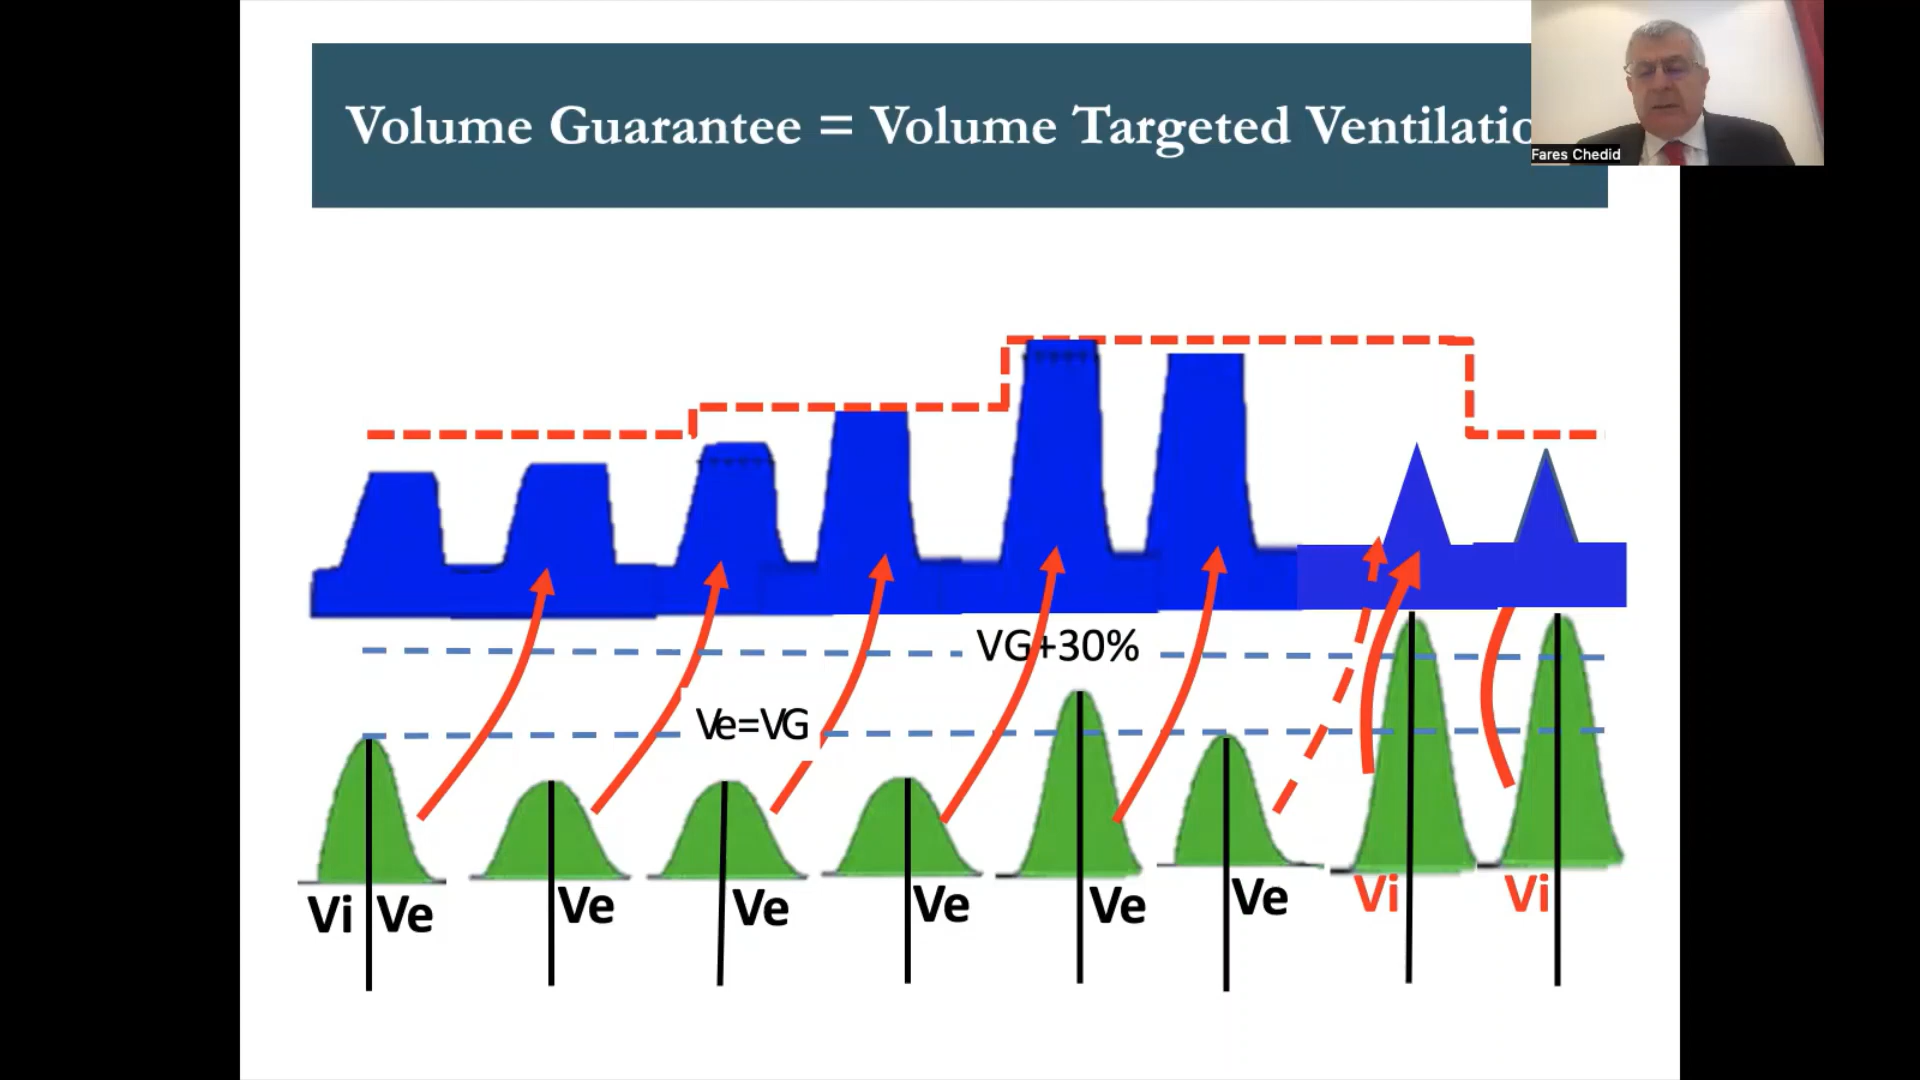 Volume Guarantee = Volume Targeted Ventilatio
Fares Chedid
VG+30%
Ve=VG
Vi Ve Ve Ve Ve Ve Ve Vi Vi